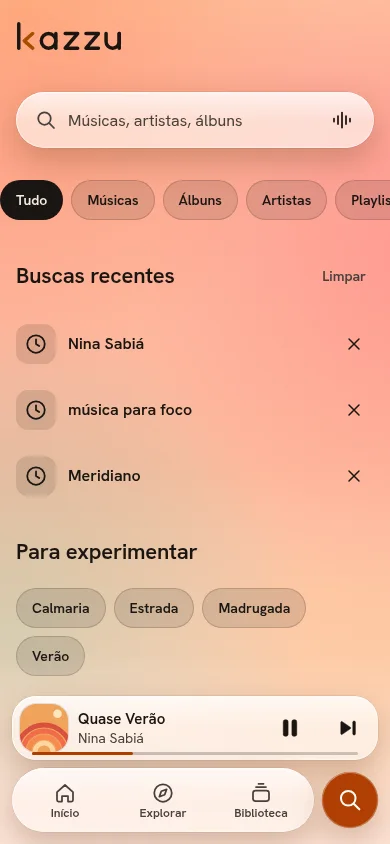 kazzu
Músicas, artistas, álbuns
Tudo Músicas Álbuns Artistas Playlis
Buscas recentes Limpar
Nina Sabiá
música para foco
Meridiano
Para experimentar
Calmaria Estrada Madrugada
Verão
Quase Verão
Nina Sabiá
Início Explorar Biblioteca